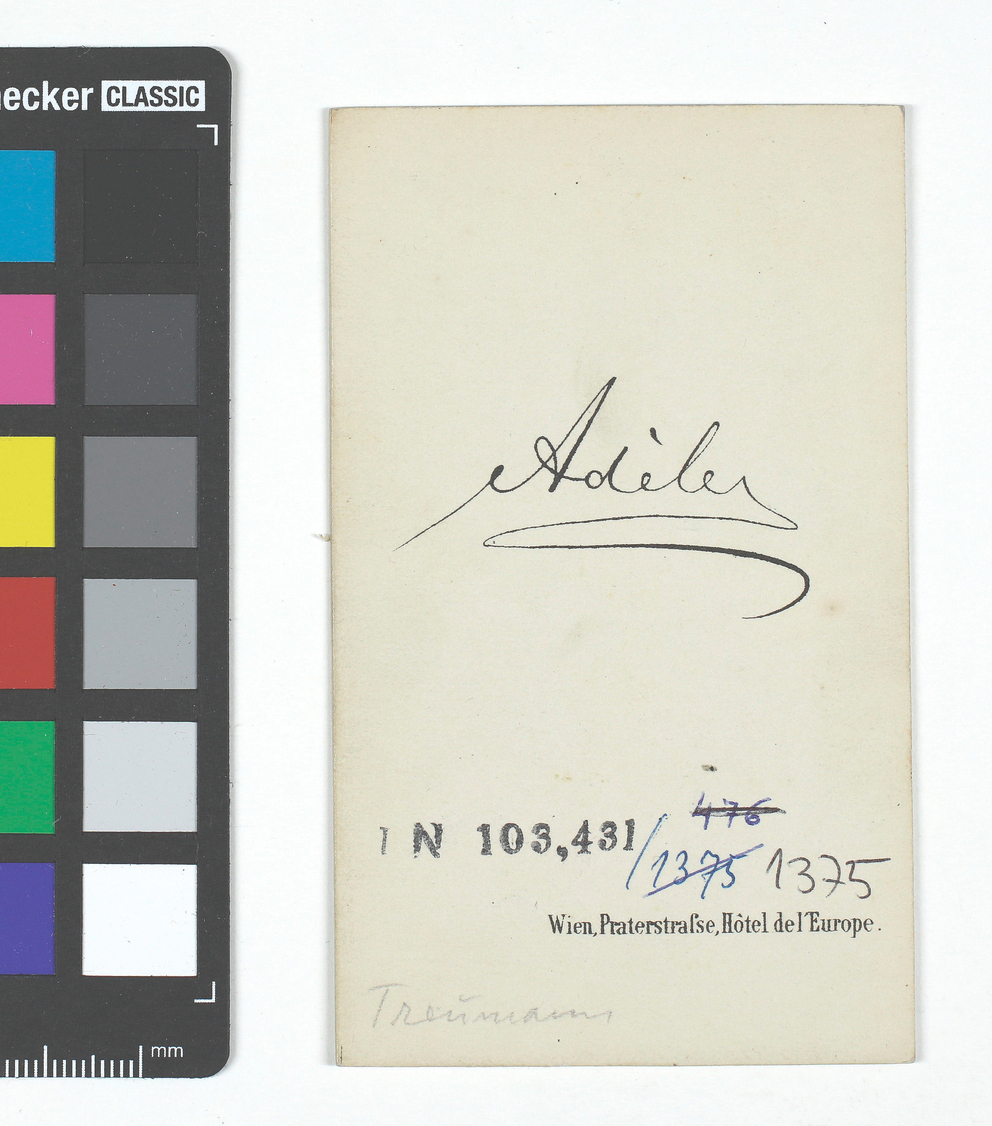 ecker CLASSIC
Adèle
476
I N 103,431/1375 1375
Wien, Praterstraſse, Hôtel de l'Europe.
Treumann
mm